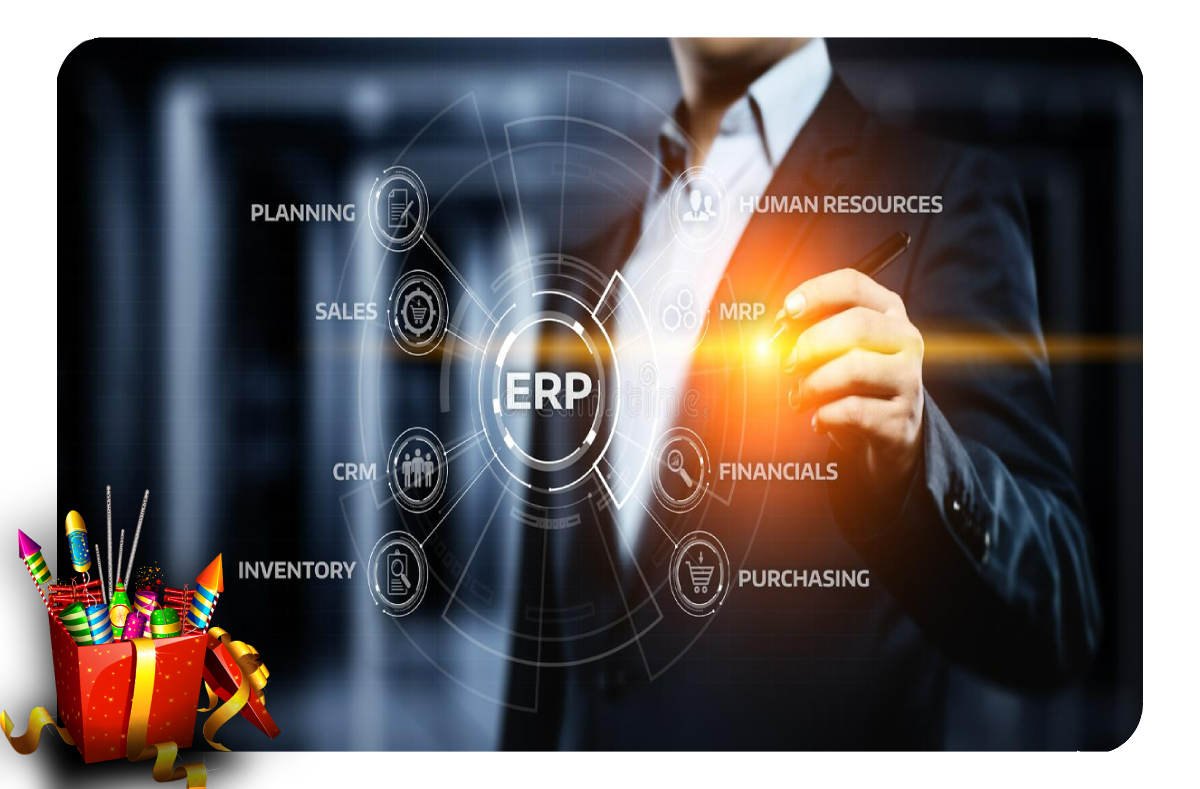 PLANNING
HUMAN RESOURCES
SALES
MRP
ERP
CRM
FINANCIALS
INVENTORY
PURCHASING